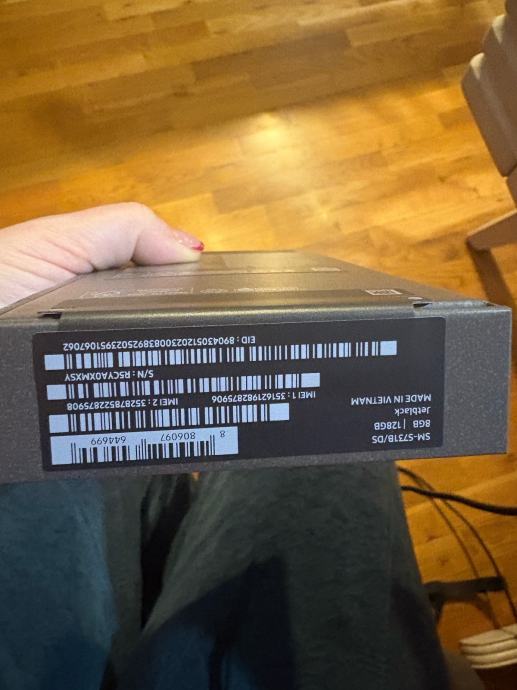 SM-S731B/DS
8GB | 128GB
Jetblack
MADE IN VIETNAM
8 806097 644699
IMEI 1 : 351621982875906
IMEI 2 : 352878522875908
S/N : R5CYA0XMXSY
EID : 89043051202300838925023951067062